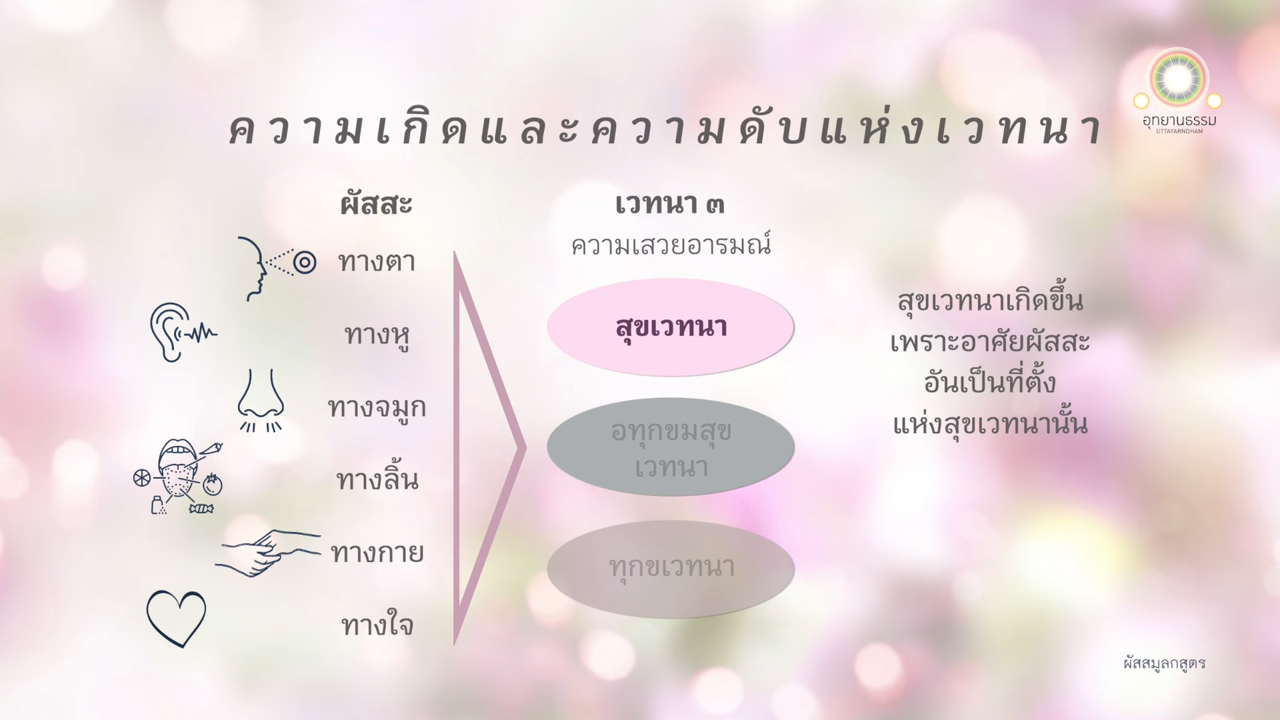 ความเกิดและความดับแห่งเวทนา
อุทยานธรรม
UTTAYARNDHAM
ผัสสะ
ทางตา
ทางหู
ทางจมูก
ทางลิ้น
ทางกาย
ทางใจ
เวทนา ๓
ความเสวยอารมณ์
สุขเวทนา
อทุกขมสุข
เวทนา
ทุกขเวทนา
สุขเวทนาเกิดขึ้น
เพราะอาศัยผัสสะ
อันเป็นที่ตั้ง
แห่งสุขเวทนานั้น
ผัสสมูลกสูตร